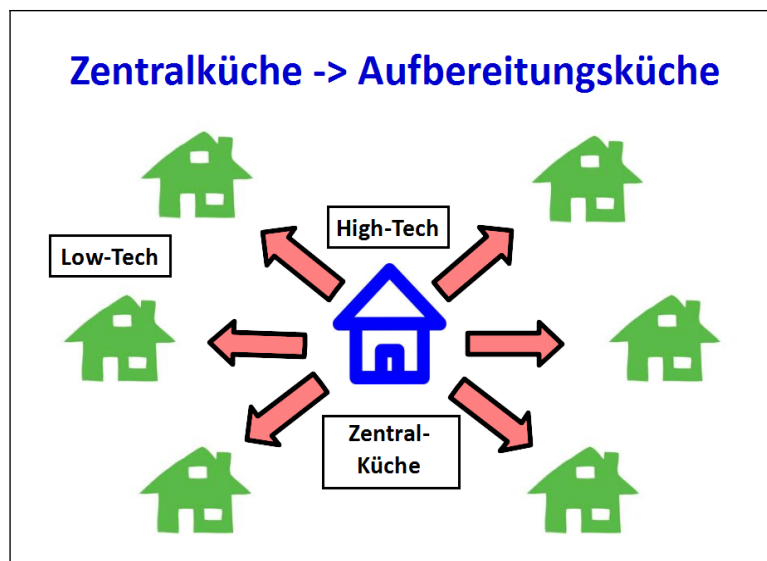 Zentralküche -> Aufbereitungsküche
High-Tech
Low-Tech
Zentral-
Küche